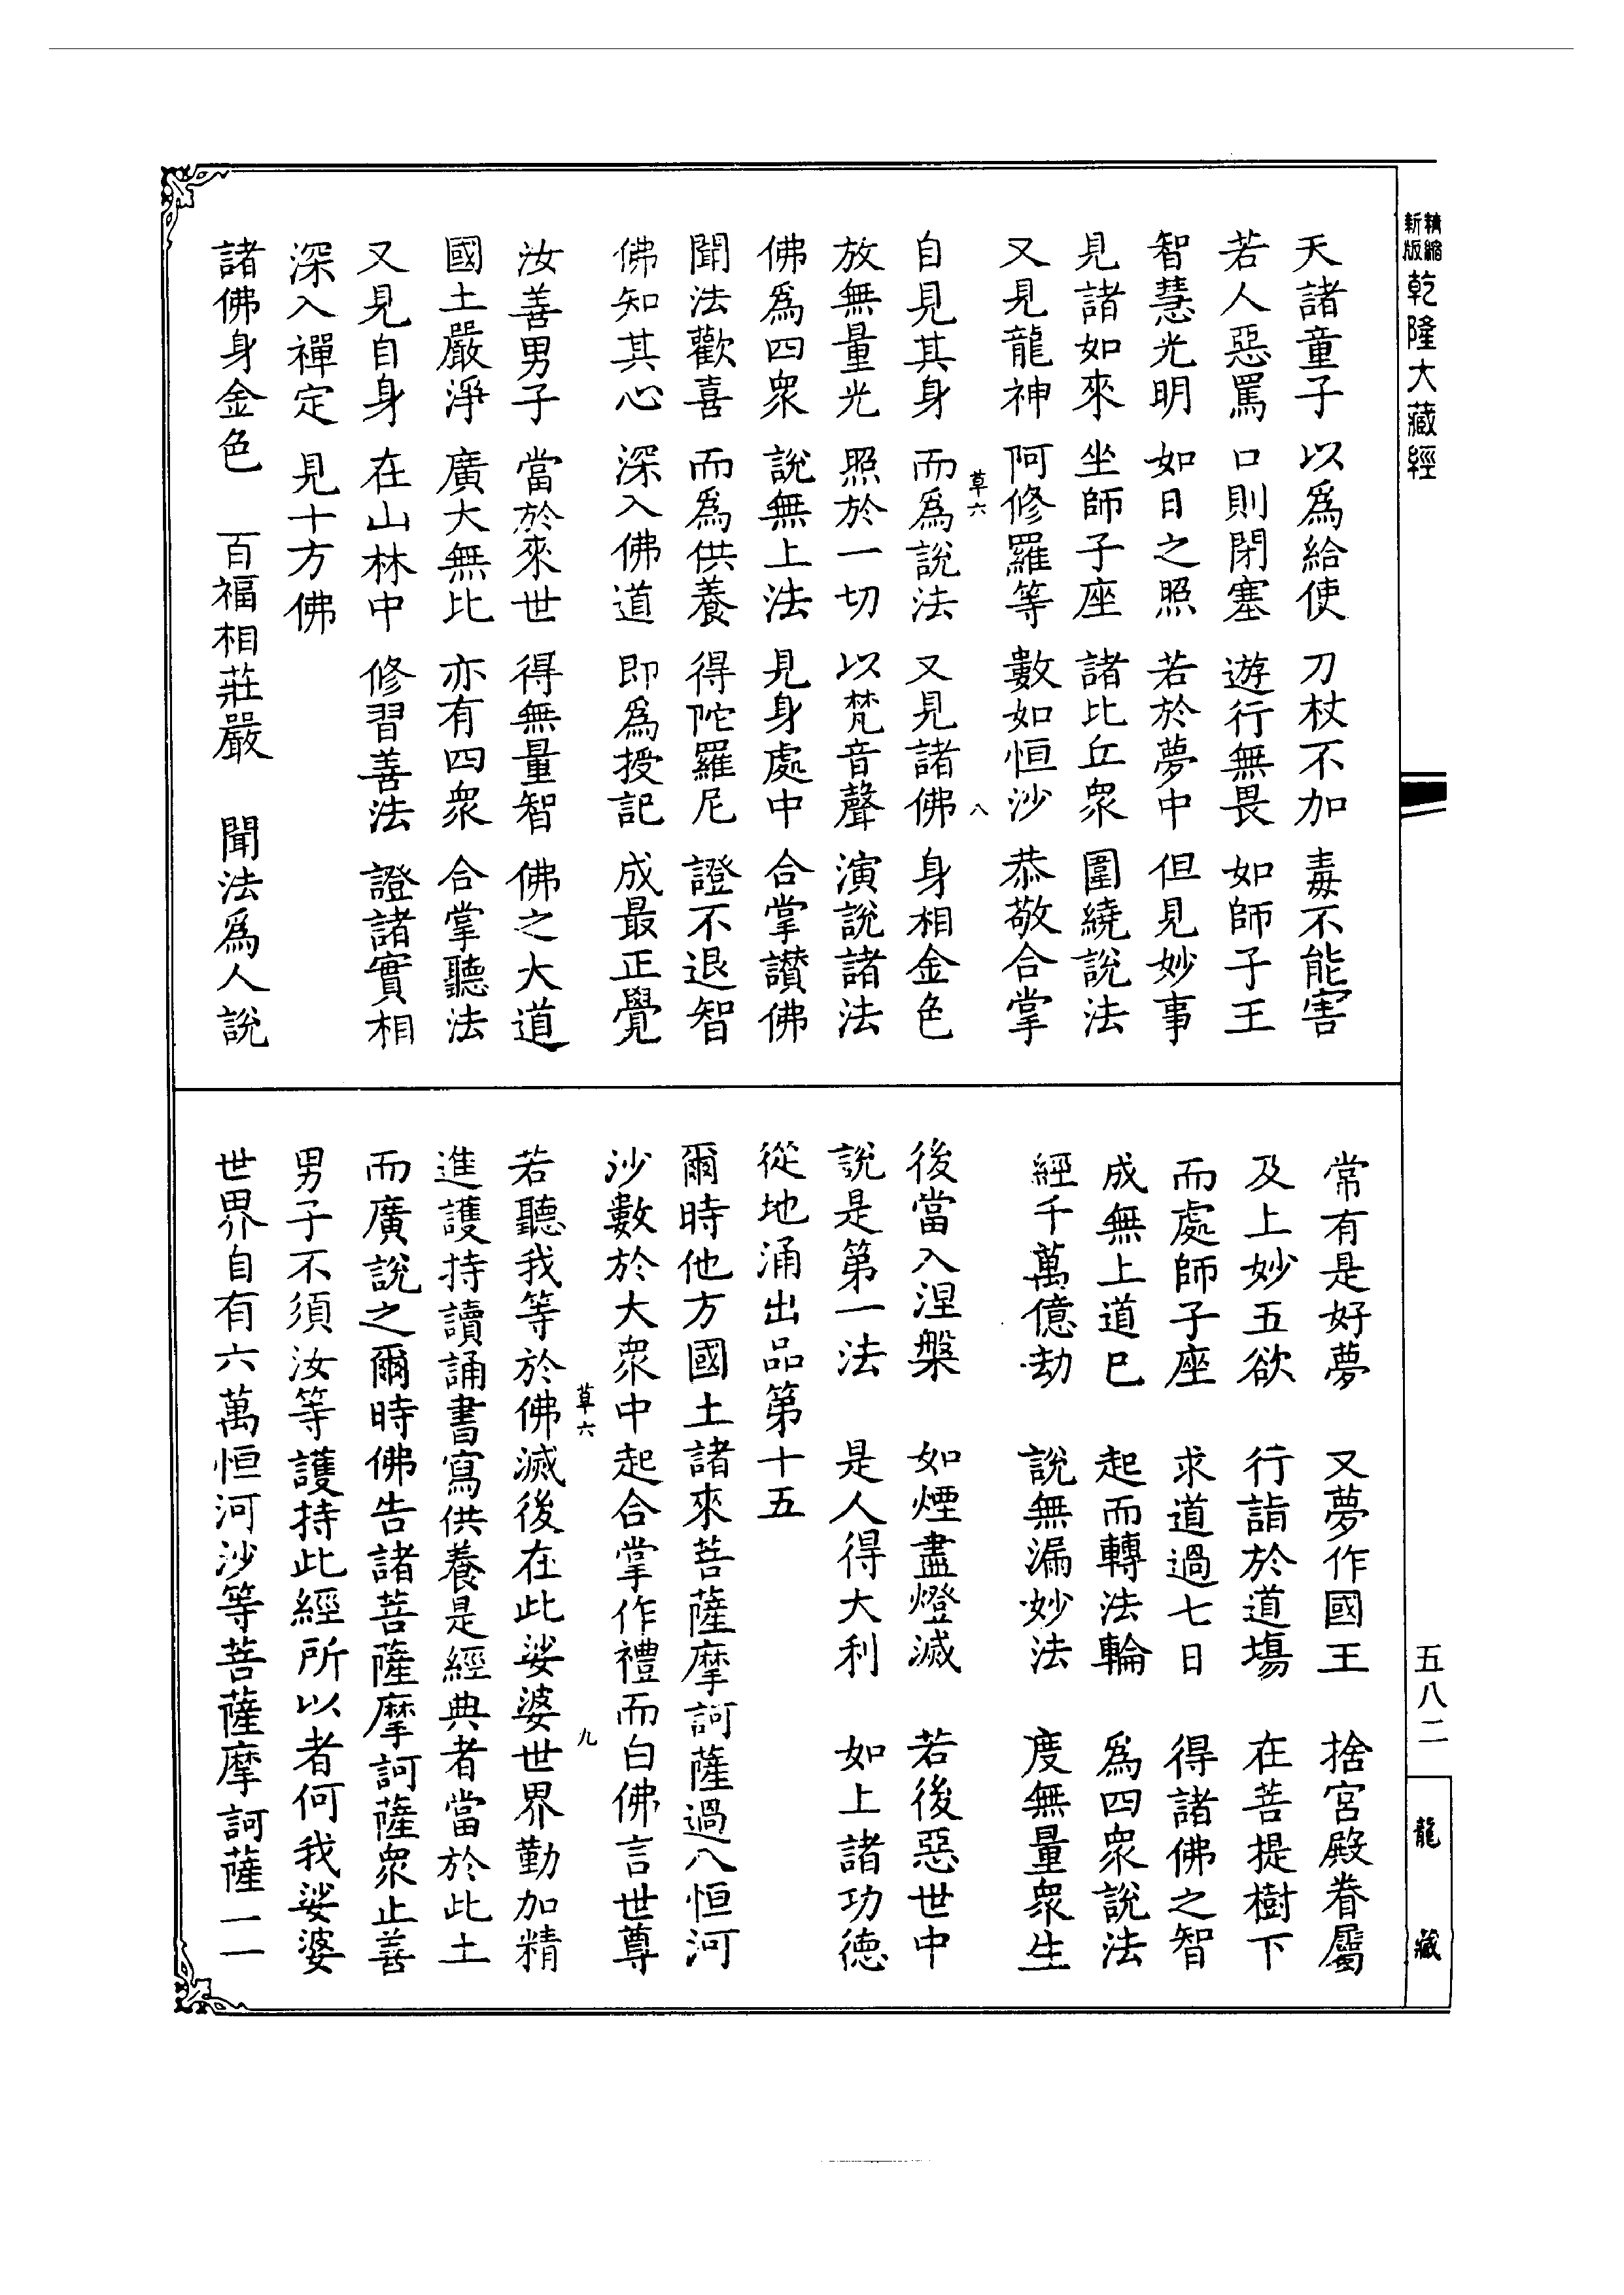 精縮
新版
乾隆大藏經
天諸童子 以為給使 刀杖不加 毒不能害
若人惡罵 口則閉塞 遊行無畏 如師子王
智慧光明 如日之照 若於夢中 但見妙事
見諸如來 坐師子座 諸比丘眾 圍繞說法
又見龍神 阿修羅等 數如恒沙 恭敬合掌
草六 八
自見其身 而為說法 又見諸佛 身相金色
放無量光 照於一切 以梵音聲 演說諸法
佛為四眾 說無上法 見身處中 合掌讚佛
聞法歡喜 而為供養 得陀羅尼 證不退智
佛知其心 深入佛道 即為授記 成最正覺
汝善男子 當於來世 得無量智 佛之大道
國土嚴淨 廣大無比 亦有四眾 合掌聽法
又見自身 在山林中 修習善法 證諸實相
深入禪定 見十方佛
諸佛身金色 百福相莊嚴 聞法為人說
常有是好夢 又夢作國王 捨宮殿眷屬
及上妙五欲 行詣於道場 在菩提樹下
而處師子座 求道過七日 得諸佛之智
成無上道已 起而轉法輪 為四眾說法
經千萬億劫 說無漏妙法 度無量眾生
後當入涅槃 如煙盡燈滅 若後惡世中
說是第一法 是人得大利 如上諸功德
從地涌出品第十五
爾時他方國土諸來菩薩摩訶薩過八恒河
沙數於大眾中起合掌作禮而白佛言世尊
草六 九
若聽我等於佛滅後在此娑婆世界勤加精
進護持讀誦書寫供養是經典者當於此土
而廣說之爾時佛告諸菩薩摩訶薩眾止善
男子不須汝等護持此經所以者何我娑婆
世界自有六萬恒河沙等菩薩摩訶薩一一
五八二
龍藏